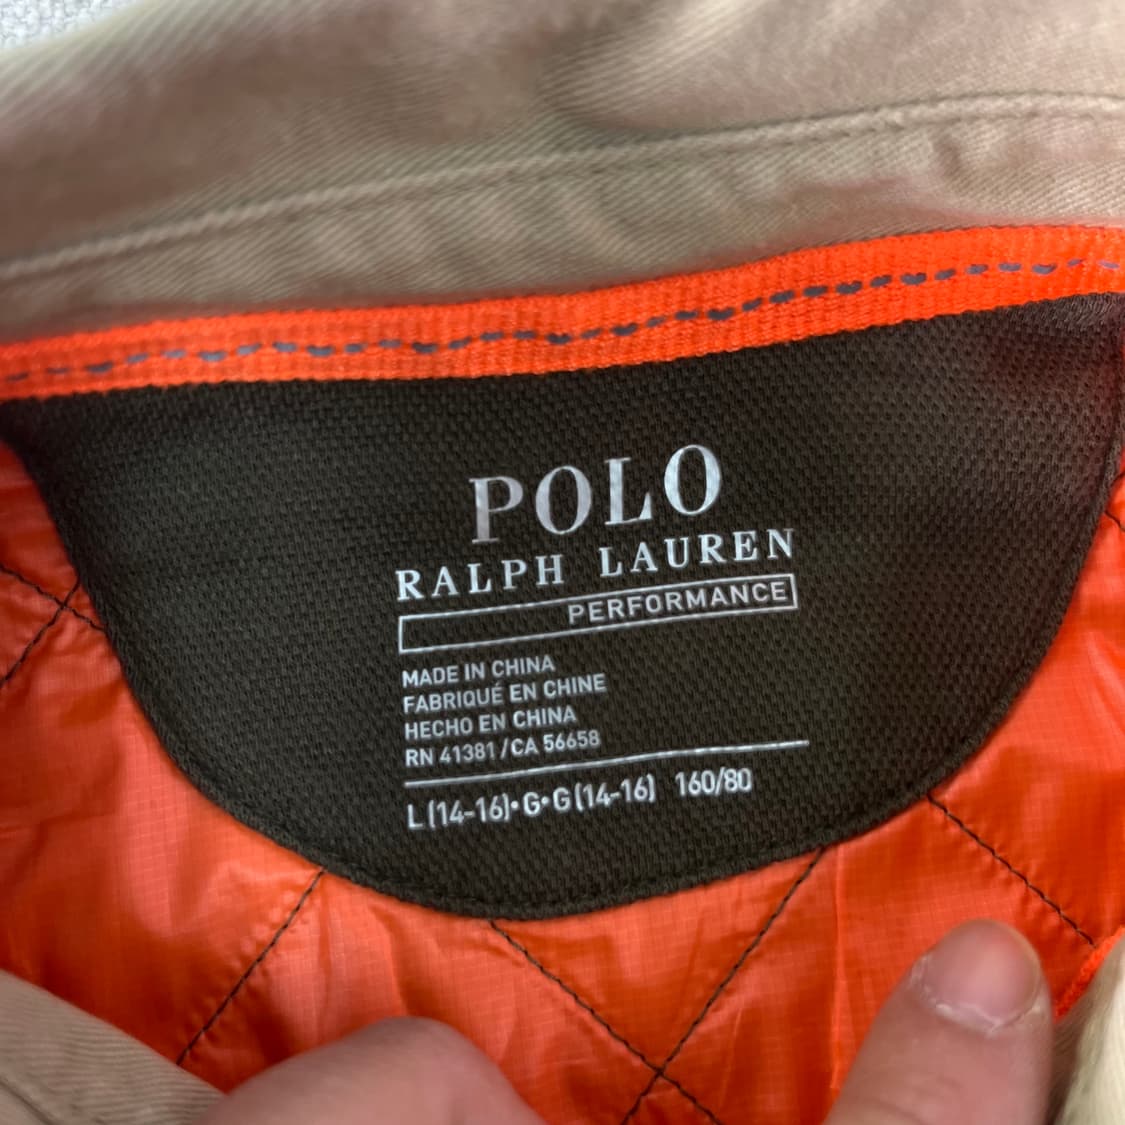 POLO
RALPH LAUREN
PERFORMANCE
MADE IN CHINA
FABRIQUÉ EN CHINE
HECHO EN CHINA
RN 41381/CA 56658
L (14-16)•G•G(14-16) 160/80